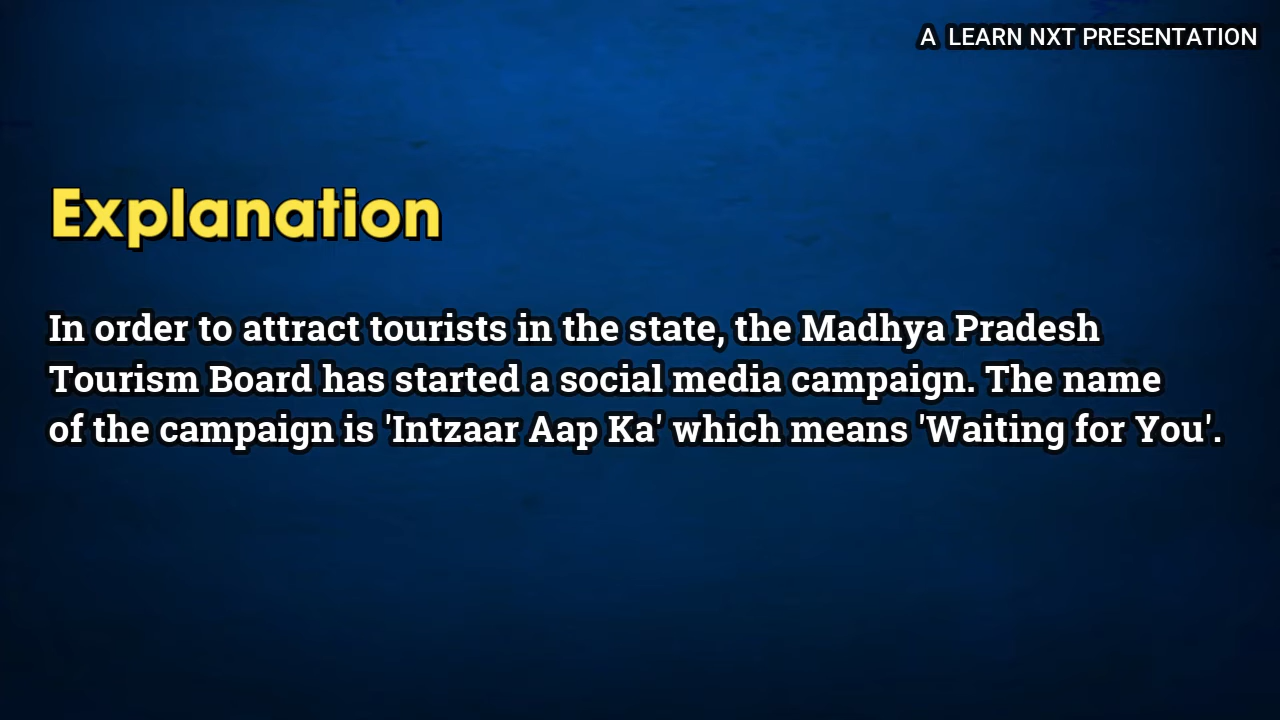 A LEARN NXT PRESENTATION
Explanation
In order to attract tourists in the state, the Madhya Pradesh
Tourism Board has started a social media campaign. The name
of the campaign is 'Intzaar Aap Ka' which means 'Waiting for You'.